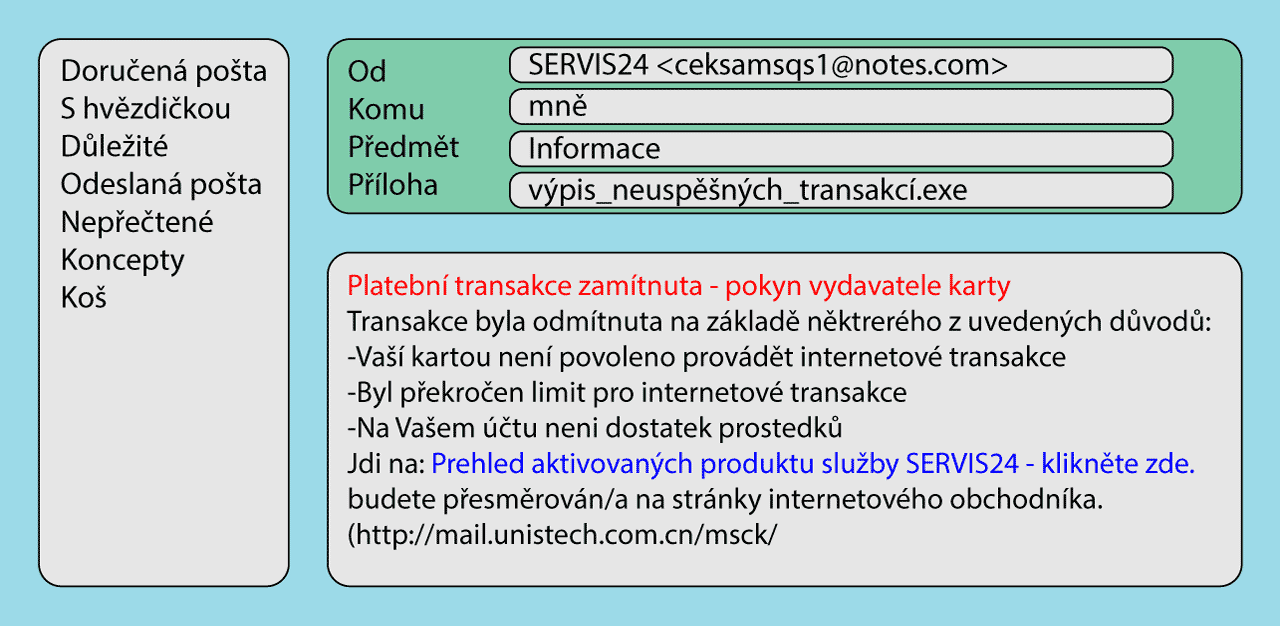 Doručená pošta
S hvězdičkou
Důležité
Odeslaná pošta
Nepřečtené
Koncepty
Koš
Od SERVIS24 <ceksamsqs1@notes.com>
Komu mně
Předmět Informace
Příloha výpis_neuspěšných_transakcí.exe
Platební transakce zamítnuta - pokyn vydavatele karty
Transakce byla odmítnuta na základě něktrerého z uvedených důvodů:
-Vaší kartou není povoleno provádět internetové transakce
-Byl překročen limit pro internetové transakce
-Na Vašem účtu neni dostatek prostedků
Jdi na: Prehled aktivovaných produktu služby SERVIS24 - klikněte zde.
budete přesměrován/a na stránky internetového obchodníka.
(http://mail.unistech.com.cn/msck/